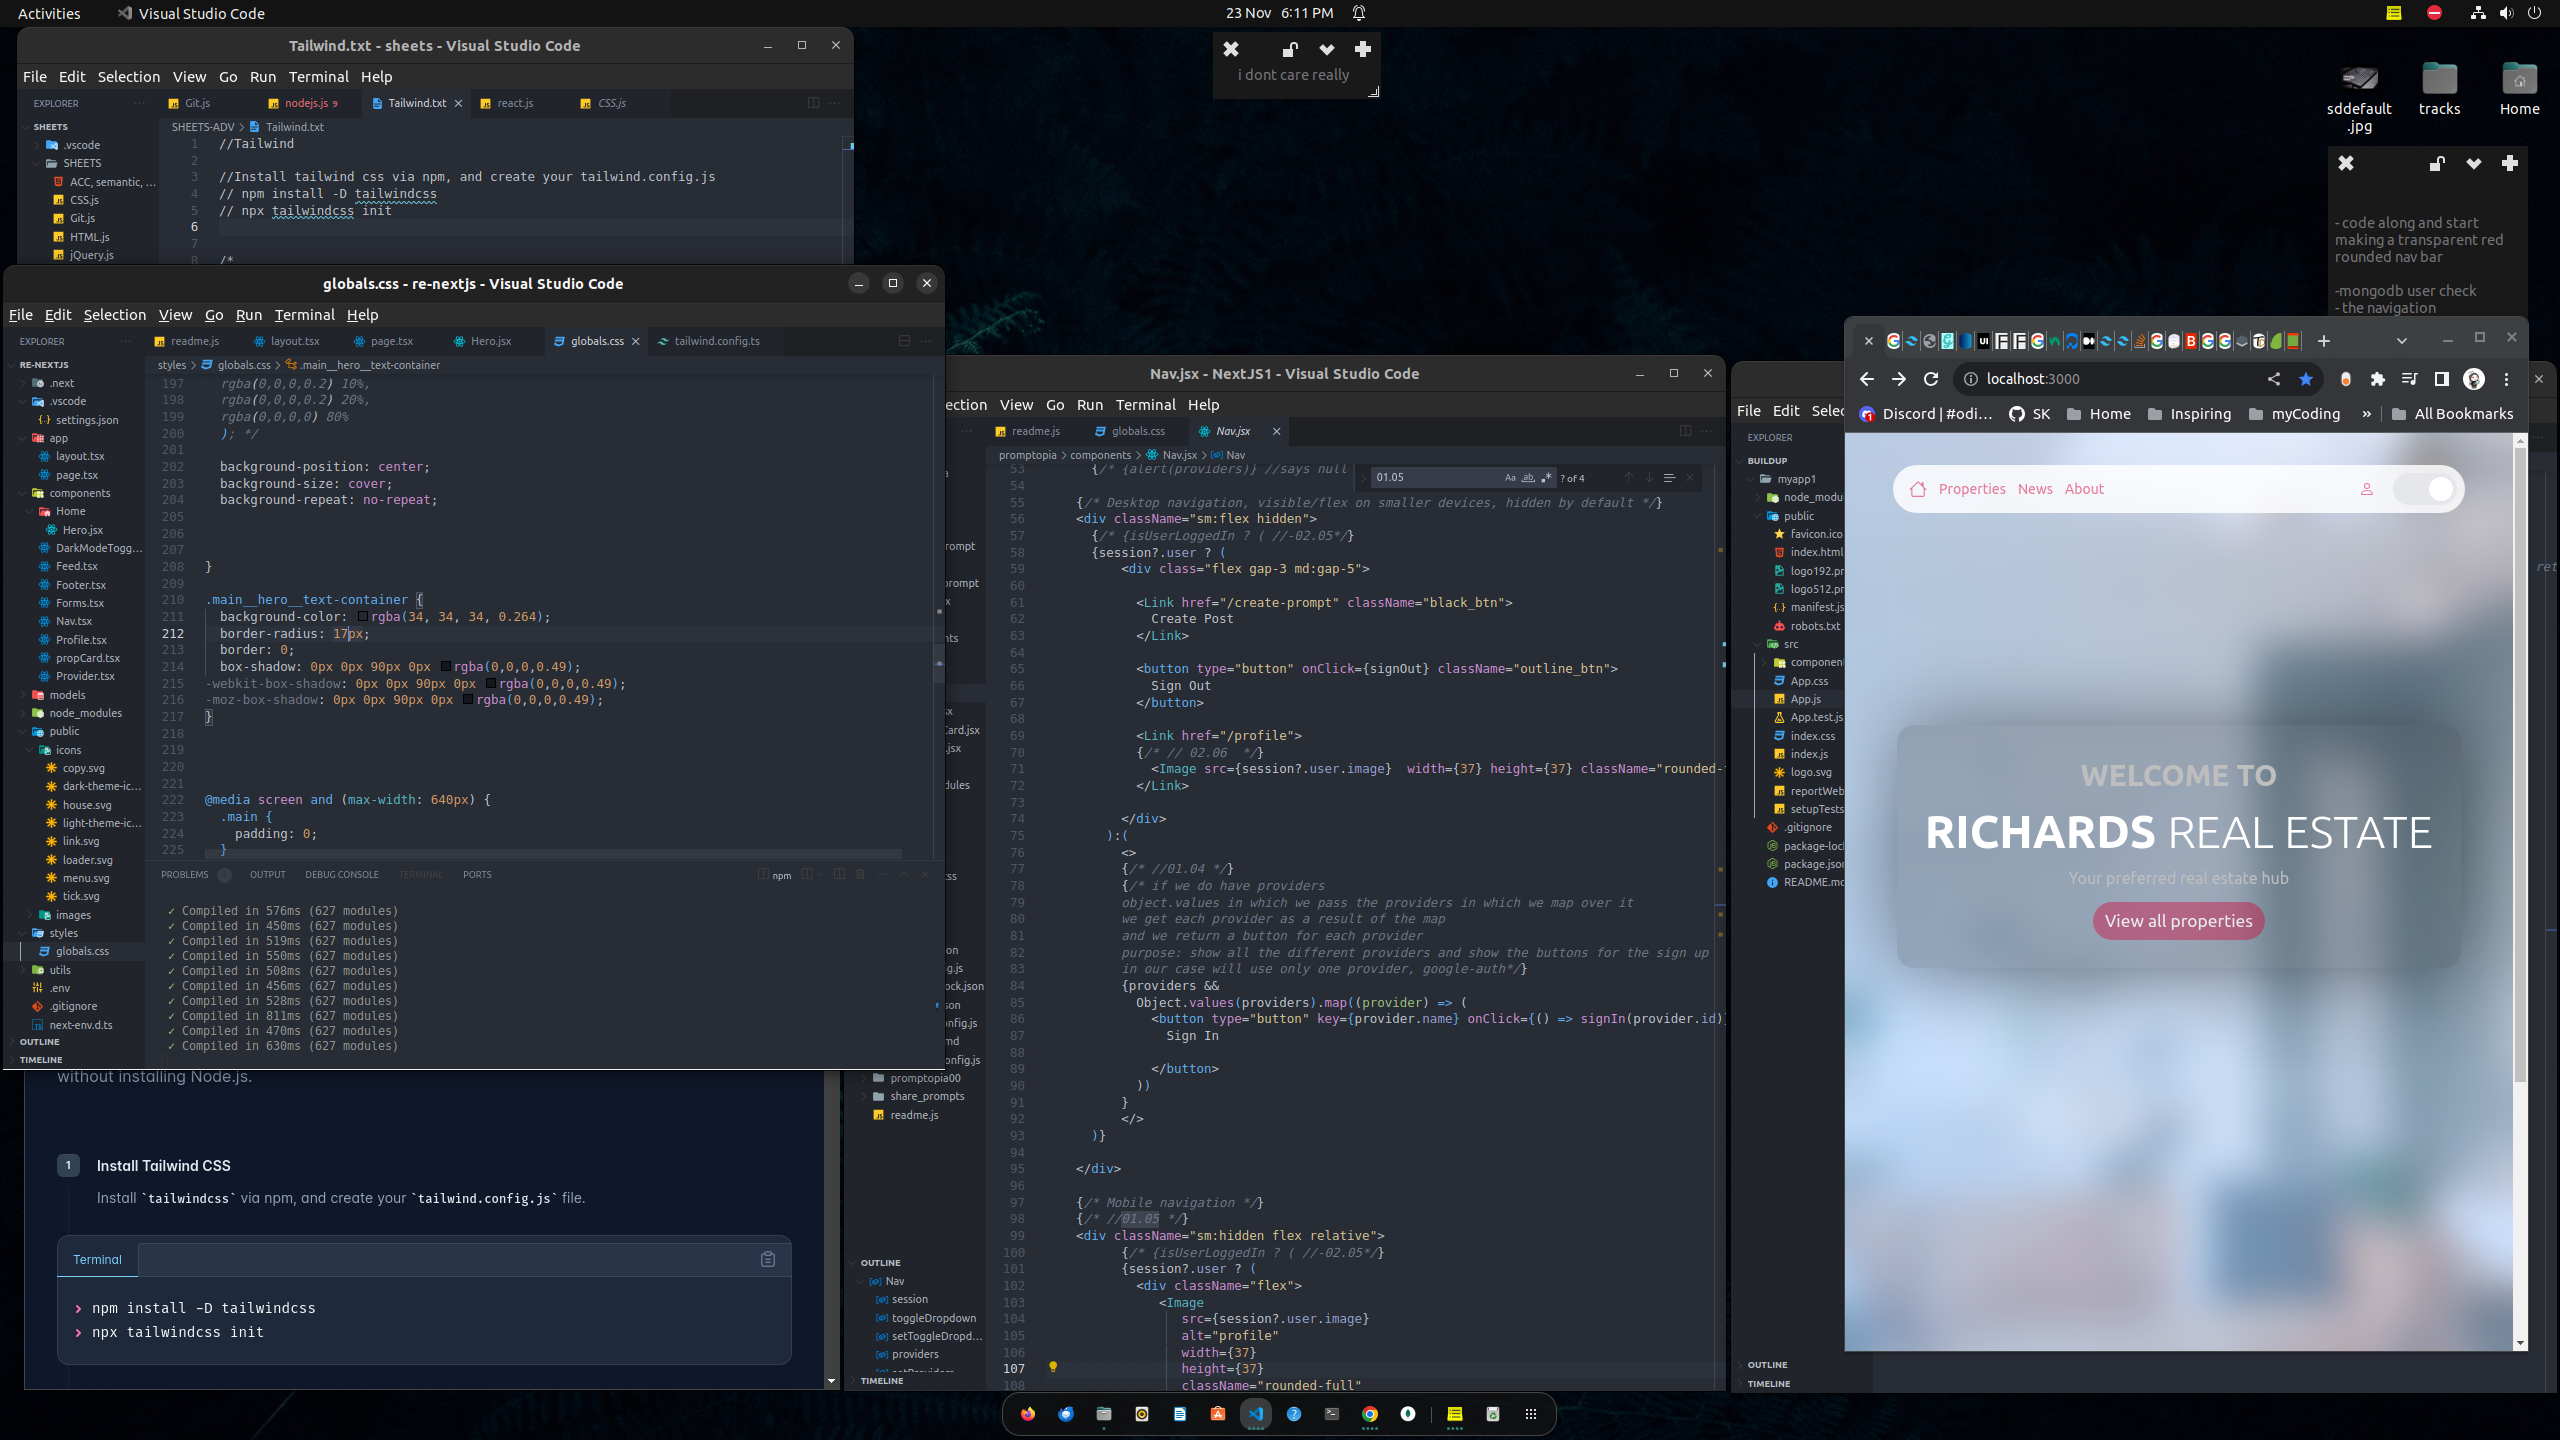 Activities
Visual Studio Code
23 Nov 6:11 PM
Tailwind.txt - sheets - Visual Studio Code
File Edit Selection View Go Run Terminal Help
EXPLORER
Git.js
nodejs.js 9
Tailwind.txt
react.js
CSS.js
SHEETS
.vscode
SHEETS
ACC, semantic, ...
CSS.js
Git.js
HTML.js
jQuery.js
SHEETS-ADV > Tailwind.txt
1 //Tailwind
2
3 //Install tailwind css via npm, and create your tailwind.config.js
4 // npm install -D tailwindcss
5 // npx tailwindcss init
6
7
8 /*
i dont care really
sddefault
.jpg
tracks
Home
- code along and start
making a transparent red
rounded nav bar
-mongodb user check
- the navigation
globals.css - re-nextjs - Visual Studio Code
File Edit Selection View Go Run Terminal Help
EXPLORER
readme.js
layout.tsx
page.tsx
Hero.jsx
globals.css
tailwind.config.ts
RE-NEXTJS
.next
.vscode
settings.json
app
layout.tsx
page.tsx
components
Home
Hero.jsx
DarkModeTogg...
Feed.tsx
Footer.tsx
Forms.tsx
Nav.tsx
Profile.tsx
propCard.tsx
Provider.tsx
models
node_modules
public
icons
copy.svg
dark-theme-ic...
house.svg
light-theme-ic...
link.svg
loader.svg
menu.svg
tick.svg
images
styles
globals.css
utils
.env
.gitignore
next-env.d.ts
OUTLINE
TIMELINE
styles > globals.css > .main__hero__text-container
197 rgba(0,0,0,0.2) 10%,
198 rgba(0,0,0,0.2) 20%,
199 rgba(0,0,0,0) 80%
200 ); */
201
202 background-position: center;
203 background-size: cover;
204 background-repeat: no-repeat;
205
206
207
208 }
209
210 .main__hero__text-container {
211 background-color: rgba(34, 34, 34, 0.264);
212 border-radius: 17px;
213 border: 0;
214 box-shadow: 0px 0px 90px 0px rgba(0,0,0,0.49);
215 -webkit-box-shadow: 0px 0px 90px 0px rgba(0,0,0,0.49);
216 -moz-box-shadow: 0px 0px 90px 0px rgba(0,0,0,0.49);
217 }
218
219
220
221
222 @media screen and (max-width: 640px) {
223 .main {
224 padding: 0;
225 }
PROBLEMS OUTPUT DEBUG CONSOLE TERMINAL PORTS
npm
✓ Compiled in 576ms (627 modules)
✓ Compiled in 450ms (627 modules)
✓ Compiled in 519ms (627 modules)
✓ Compiled in 550ms (627 modules)
✓ Compiled in 508ms (627 modules)
✓ Compiled in 456ms (627 modules)
✓ Compiled in 528ms (627 modules)
✓ Compiled in 811ms (627 modules)
✓ Compiled in 470ms (627 modules)
✓ Compiled in 630ms (627 modules)
without installing Node.js.
1 Install Tailwind CSS
Install `tailwindcss` via npm, and create your `tailwind.config.js` file.
Terminal
> npm install -D tailwindcss
> npx tailwindcss init
Nav.jsx - NextJS1 - Visual Studio Code
ection View Go Run Terminal Help
readme.js
globals.css
Nav.jsx
promptopia > components > Nav.jsx > Nav
01.05
Aa ab .*
? of 4
promptopia00
share_prompts
readme.js
OUTLINE
Nav
session
toggleDropdown
setToggleDropd...
providers
TIMELINE
53 {/* {alert(providers)} //says null
54
55 {/* Desktop navigation, visible/flex on smaller devices, hidden by default */}
56 <div className="sm:flex hidden">
57 {/* {isUserLoggedIn ? ( //-02.05*/}
58 {session?.user ? (
59 <div class="flex gap-3 md:gap-5">
60
61 <Link href="/create-prompt" className="black_btn">
62 Create Post
63 </Link>
64
65 <button type="button" onClick={signOut} className="outline_btn">
66 Sign Out
67 </button>
68
69 <Link href="/profile">
70 {/* // 02.06 */}
71 <Image src={session?.user.image} width={37} height={37} className="rounded-
72 </Link>
73
74 </div>
75 ):(
76 <>
77 {/* //01.04 */}
78 {/* if we do have providers
79 object.values in which we pass the providers in which we map over it
80 we get each provider as a result of the map
81 and we return a button for each provider
82 purpose: show all the different providers and show the buttons for the sign up
83 in our case will use only one provider, google-auth*/}
84 {providers &&
85 Object.values(providers).map((provider) => (
86 <button type="button" key={provider.name} onClick={() => signIn(provider.id)}
87 Sign In
88
89 </button>
90 ))
91 }
92 </>
93 )}
94
95 </div>
96
97 {/* Mobile navigation */}
98 {/* //01.05 */}
99 <div className="sm:hidden flex relative">
100 {/* {isUserLoggedIn ? ( //-02.05*/}
101 {session?.user ? (
102 <div className="flex">
103 <Image
104 src={session?.user.image}
105 alt="profile"
106 width={37}
107 height={37}
108 className="rounded-full"
File Edit Selec
EXPLORER
BUILDUP
myapp1
node_modul
public
favicon.ico
index.html
logo192.pr
logo512.pr
manifest.js
robots.txt
src
component
App.css
App.js
App.test.js
index.css
index.js
logo.svg
reportWeb
setupTests
.gitignore
package-loc
package.json
README.mc
OUTLINE
TIMELINE
ret
localhost:3000
Discord | #odi...
SK
Home
Inspiring
myCoding
»
All Bookmarks
Properties News About
WELCOME TO
RICHARDS REAL ESTATE
Your preferred real estate hub
View all properties